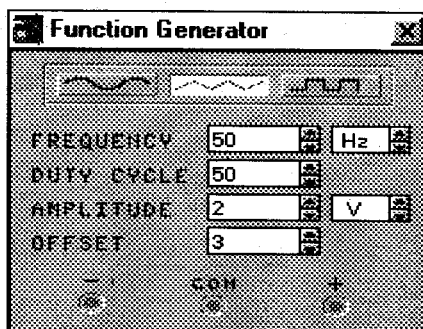 Function Generator
FREQUENCY 50 Hz
DUTY CYCLE 50
AMPLITUDE 2 V
OFFSET 3
- COM +